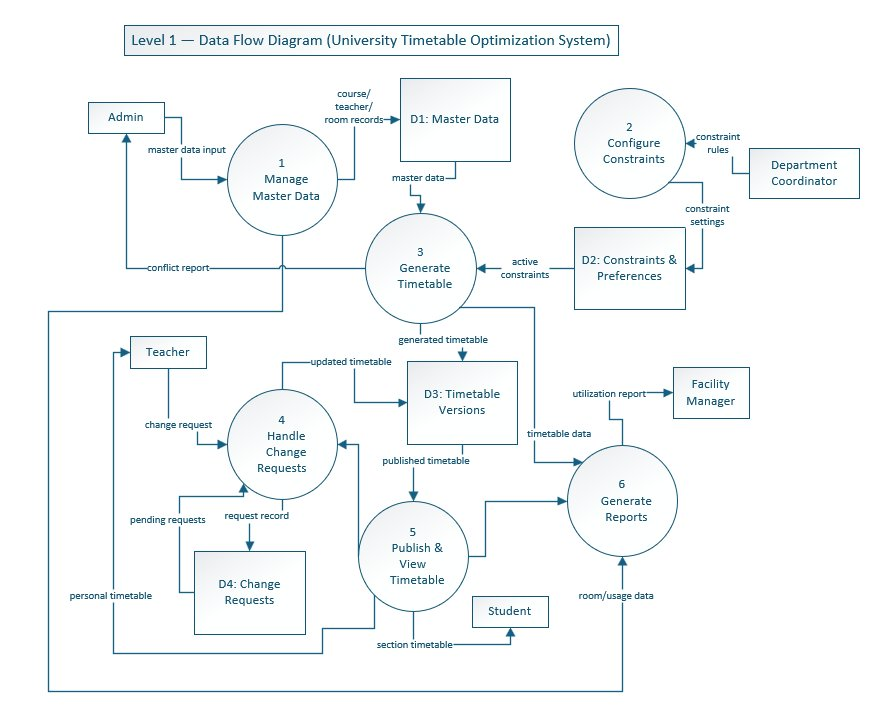 Level 1 — Data Flow Diagram (University Timetable Optimization System)
course/
teacher/
room records
Admin
D1: Master Data
2
Configure
Constraints
constraint
rules
master data input
1
Manage
Master Data
Department
Coordinator
master data
constraint
settings
3
Generate
Timetable
active
constraints
D2: Constraints &
Preferences
conflict report
generated timetable
Teacher
updated timetable
D3: Timetable
Versions
utilization report
Facility
Manager
change request
4
Handle
Change
Requests
timetable data
published timetable
6
Generate
Reports
pending requests
request record
5
Publish &
View
Timetable
D4: Change
Requests
personal timetable
room/usage data
Student
section timetable